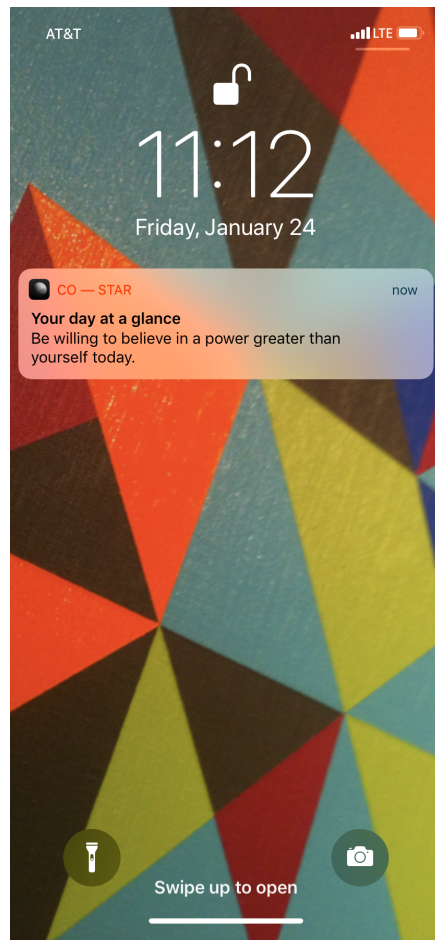 AT&T LTE
11:12
Friday, January 24
CO — STAR now
Your day at a glance
Be willing to believe in a power greater than
yourself today.
Swipe up to open